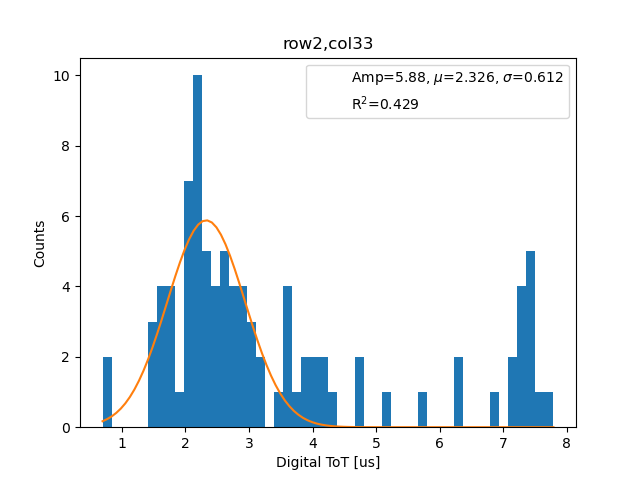 row2,col33
Amp=5.88, μ=2.326, σ=0.612
R²=0.429
Counts
10
8
6
4
2
0
1 2 3 4 5 6 7 8
Digital ToT [us]